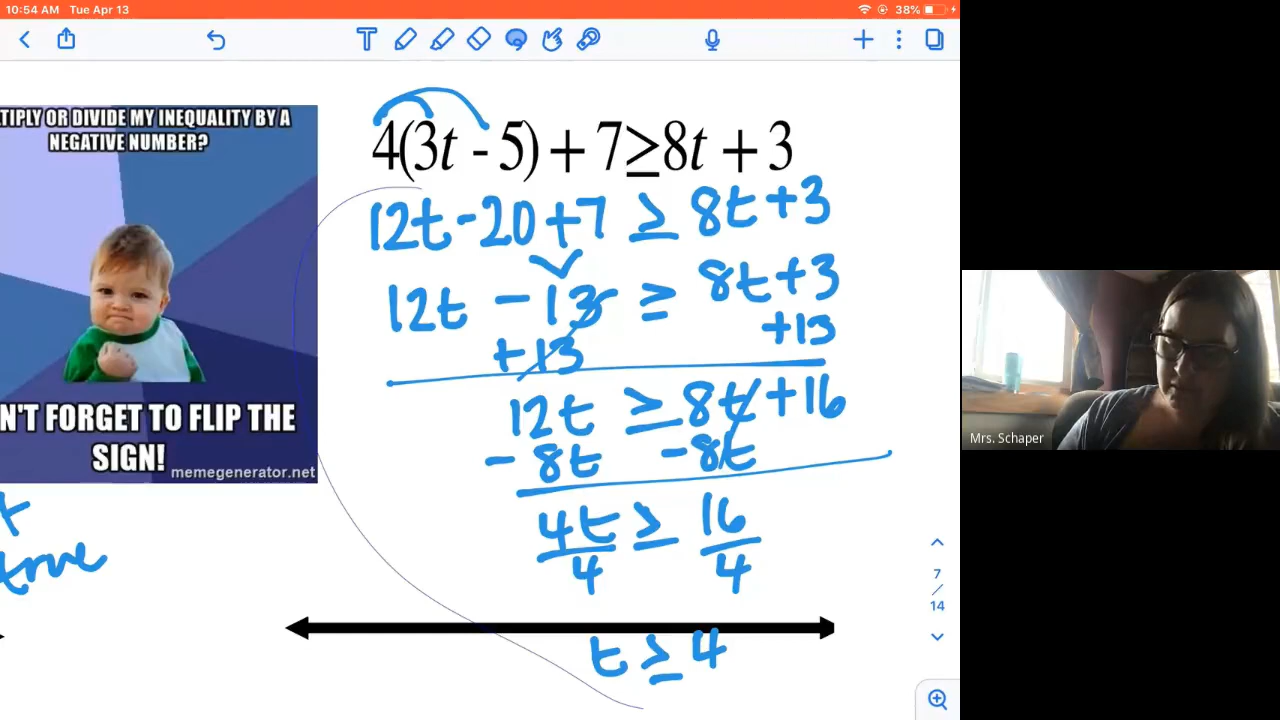 10:54 AM Tue Apr 13
38%
TIPLY OR DIVIDE MY INEQUALITY BY A
NEGATIVE NUMBER?
N'T FORGET TO FLIP THE
SIGN!
memegenerator.net
true
4(3t - 5) + 7 ≥ 8t + 3
12t - 20 + 7 ≥ 8t + 3
12t - 13 ≥ 8t + 3
+ 13 + 13
12t ≥ 8t + 16
- 8t - 8t
4t ≥ 16
4 4
t ≥ 4
7
/
14
Mrs. Schaper